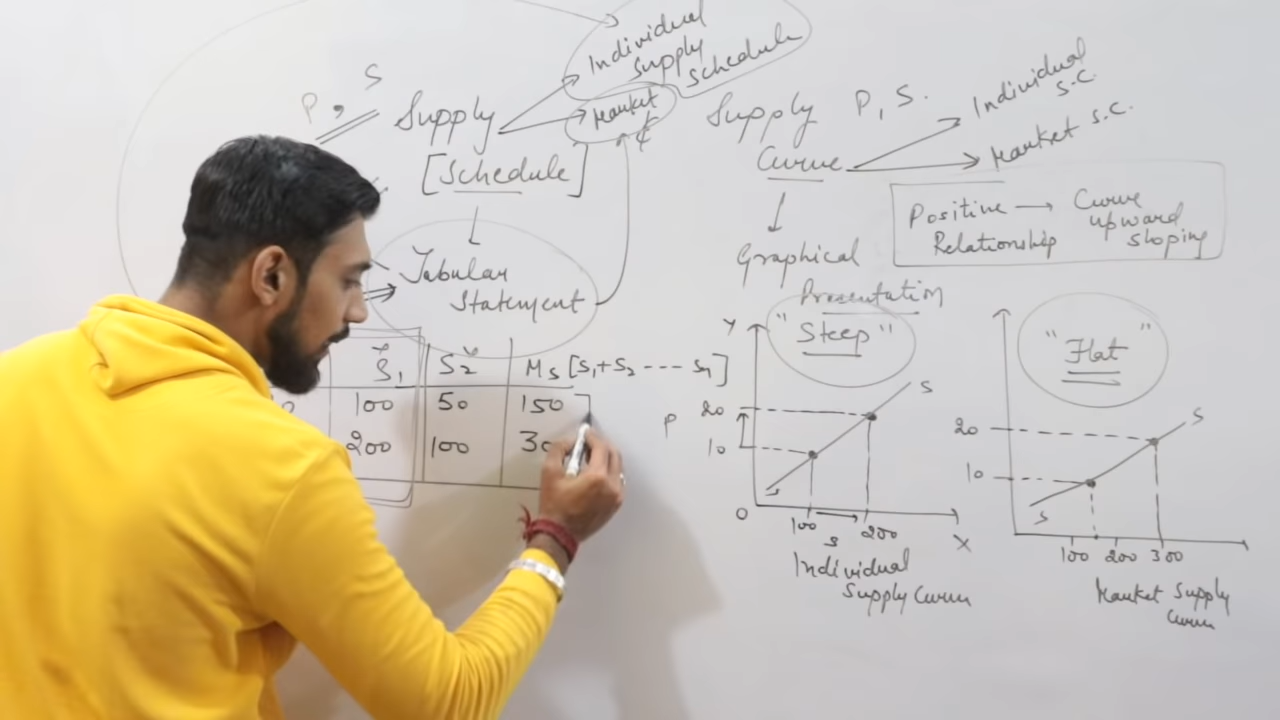 P, S
Supply
[Schedule]
Individual
Supply
Schedule
Market
Tabular
Statement
S1 S2 MS [S1+S2 ---- Sn]
100 50 150
200 100 30
Supply P, S.
Curve
Individual
S.C.
Market S.C.
Graphical
Presentation
Positive → Curve
Relationship upward
sloping
"Steep"
Y
P
20
10
S
S
O
100 200
S
X
Individual
Supply Curve
"Flat"
20
10
S
S
100 200 300
Market Supply
Curve